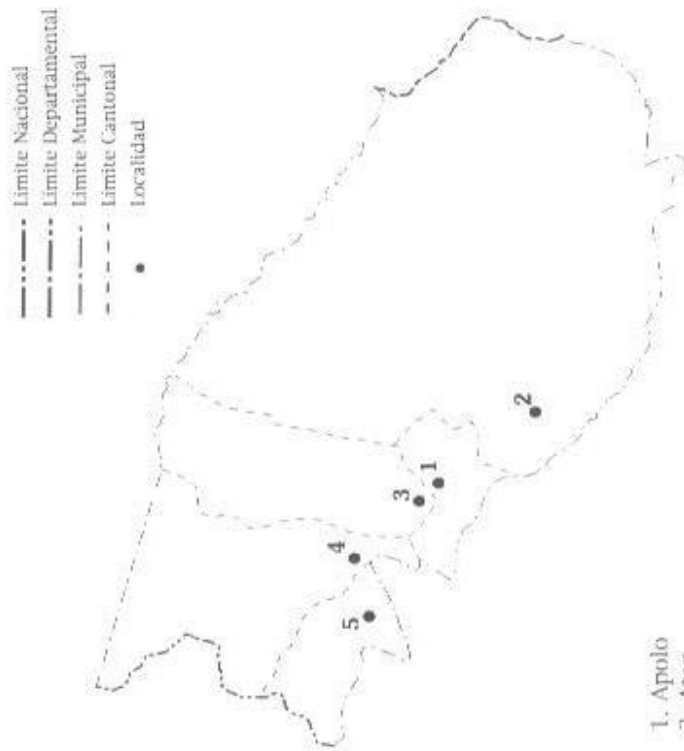 Límite Nacional
Límite Departamental
Límite Municipal
Límite Cantonal
Localidad
1
2
3
4
5
1. Apolo